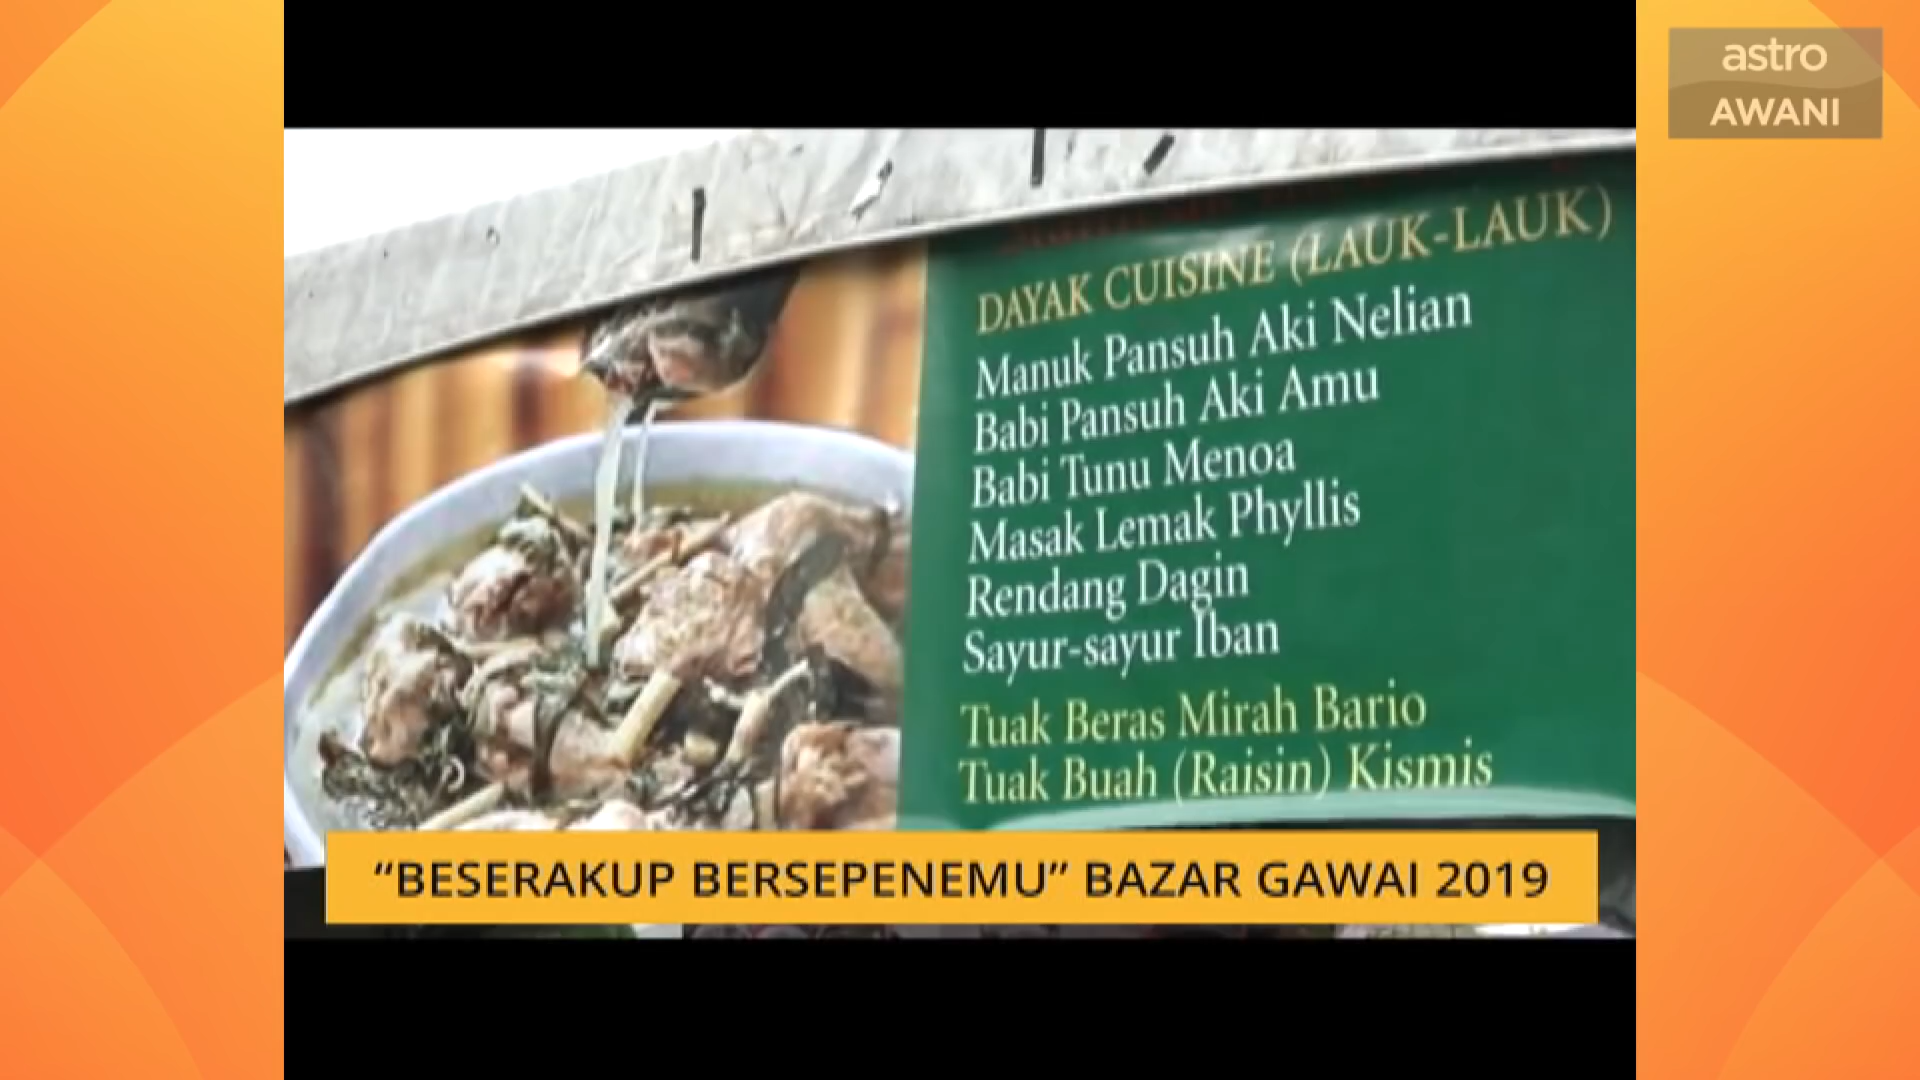 astro
AWANI
DAYAK CUISINE (LAUK-LAUK)
Manuk Pansuh Aki Nelian
Babi Pansuh Aki Amu
Babi Tunu Menoa
Masak Lemak Phyllis
Rendang Dagin
Sayur-sayur Iban
Tuak Beras Mirah Bario
Tuak Buah (Raisin) Kismis
“BESERAKUP BERSEPENEMU” BAZAR GAWAI 2019